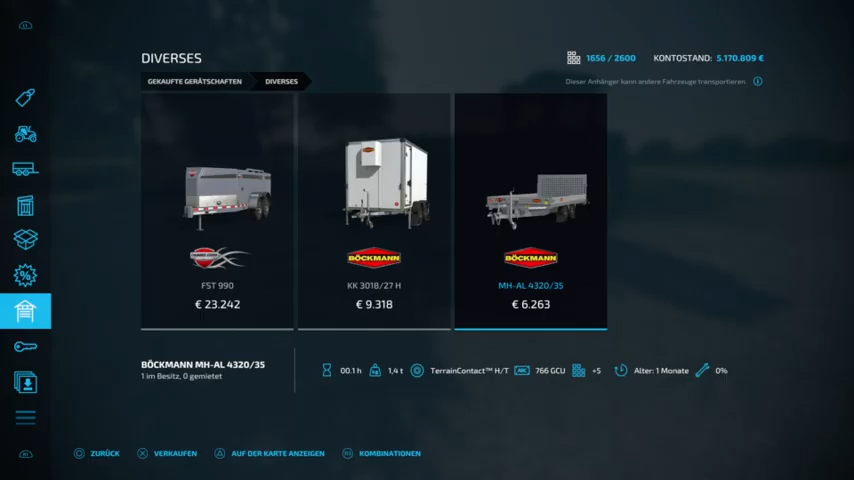 DIVERSES
1656 / 2600 KONTOSTAND: 5.170.809 €
GEKAUFTE GERÄTSCHAFTEN DIVERSES
Dieser Anhänger kann andere Fahrzeuge transportieren.
BÖCKMANN BÖCKMANN
FST 990 KK 3018/27 H MH-AL 4320/35
€ 23.242 € 9.318 € 6.263
BÖCKMANN MH-AL 4320/35
1 im Besitz, 0 gemietet
00.1 h 1,4 t TerrainContact™ H/T ABC 766 GCU +5 Alter: 1 Monate 0%
ZURÜCK VERKAUFEN AUF DER KARTE ANZEIGEN KOMBINATIONEN